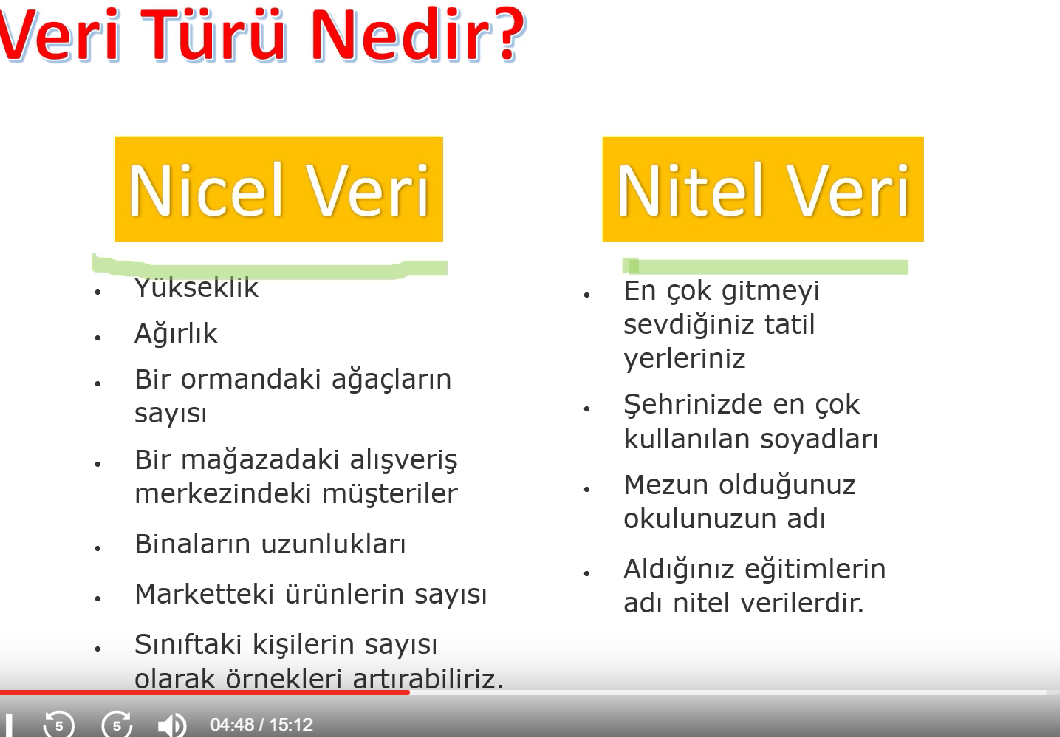 Veri Türü Nedir?
Nicel Veri
• Yükseklik
• Ağırlık
• Bir ormandaki ağaçların
sayısı
• Bir mağazadaki alışveriş
merkezindeki müşteriler
• Binaların uzunlukları
• Marketteki ürünlerin sayısı
• Sınıftaki kişilerin sayısı
olarak örnekleri artırabiliriz.
Nitel Veri
• En çok gitmeyi
sevdiğiniz tatil
yerleriniz
• Şehrinizde en çok
kullanılan soyadları
• Mezun olduğunuz
okulunuzun adı
• Aldığınız eğitimlerin
adı nitel verilerdir.
5 5 04:48 / 15:12